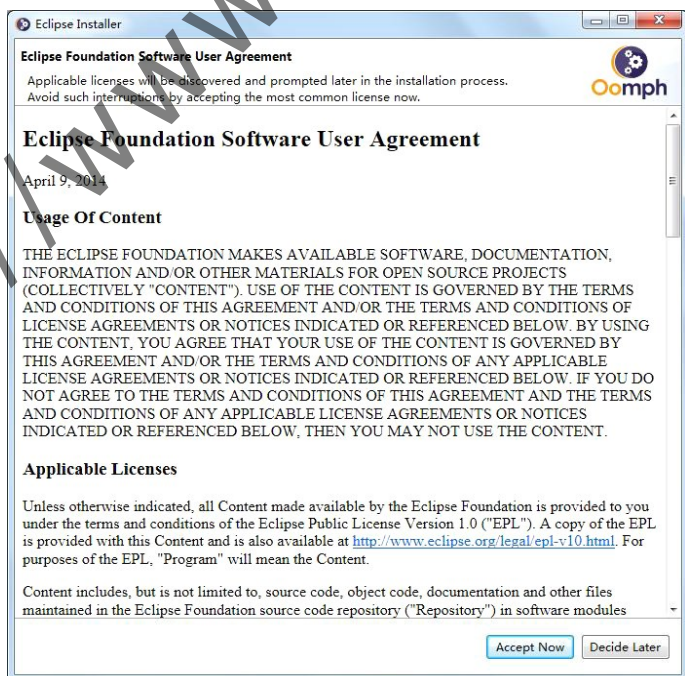 Eclipse Installer
Eclipse Foundation Software User Agreement
Applicable licenses will be discovered and prompted later in the installation process.
Avoid such interruptions by accepting the most common license now.
Oomph
Eclipse Foundation Software User Agreement
April 9, 2014
Usage Of Content
THE ECLIPSE FOUNDATION MAKES AVAILABLE SOFTWARE, DOCUMENTATION,
INFORMATION AND/OR OTHER MATERIALS FOR OPEN SOURCE PROJECTS
(COLLECTIVELY "CONTENT"). USE OF THE CONTENT IS GOVERNED BY THE TERMS
AND CONDITIONS OF THIS AGREEMENT AND/OR THE TERMS AND CONDITIONS OF
LICENSE AGREEMENTS OR NOTICES INDICATED OR REFERENCED BELOW. BY USING
THE CONTENT, YOU AGREE THAT YOUR USE OF THE CONTENT IS GOVERNED BY
THIS AGREEMENT AND/OR THE TERMS AND CONDITIONS OF ANY APPLICABLE
LICENSE AGREEMENTS OR NOTICES INDICATED OR REFERENCED BELOW. IF YOU DO
NOT AGREE TO THE TERMS AND CONDITIONS OF THIS AGREEMENT AND THE TERMS
AND CONDITIONS OF ANY APPLICABLE LICENSE AGREEMENTS OR NOTICES
INDICATED OR REFERENCED BELOW, THEN YOU MAY NOT USE THE CONTENT.
Applicable Licenses
Unless otherwise indicated, all Content made available by the Eclipse Foundation is provided to you
under the terms and conditions of the Eclipse Public License Version 1.0 ("EPL"). A copy of the EPL
is provided with this Content and is also available at http://www.eclipse.org/legal/epl-v10.html. For
purposes of the EPL, "Program" will mean the Content.
Content includes, but is not limited to, source code, object code, documentation and other files
maintained in the Eclipse Foundation source code repository ("Repository") in software modules
Accept Now
Decide Later